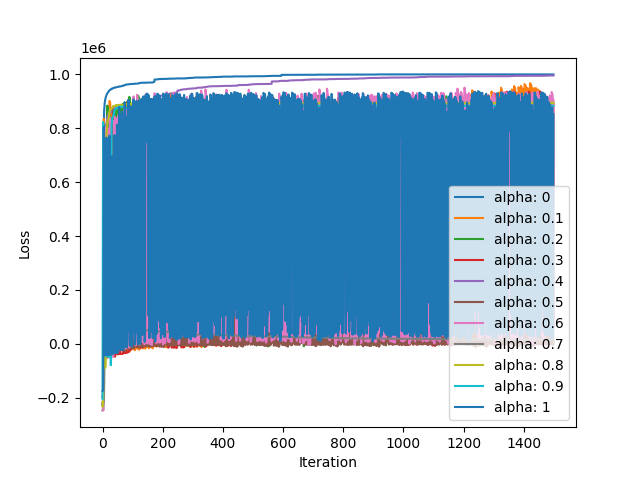 1e6
1.0
0.8
0.6
0.4
0.2
0.0
−0.2
Loss
0 200 400 600 800 1000 1200 1400
Iteration
alpha: 0
alpha: 0.1
alpha: 0.2
alpha: 0.3
alpha: 0.4
alpha: 0.5
alpha: 0.6
alpha: 0.7
alpha: 0.8
alpha: 0.9
alpha: 1